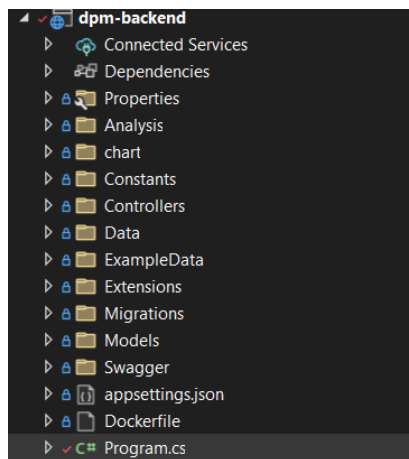 dpm-backend
Connected Services
Dependencies
Properties
Analysis
chart
Constants
Controllers
Data
ExampleData
Extensions
Migrations
Models
Swagger
appsettings.json
Dockerfile
C# Program.cs